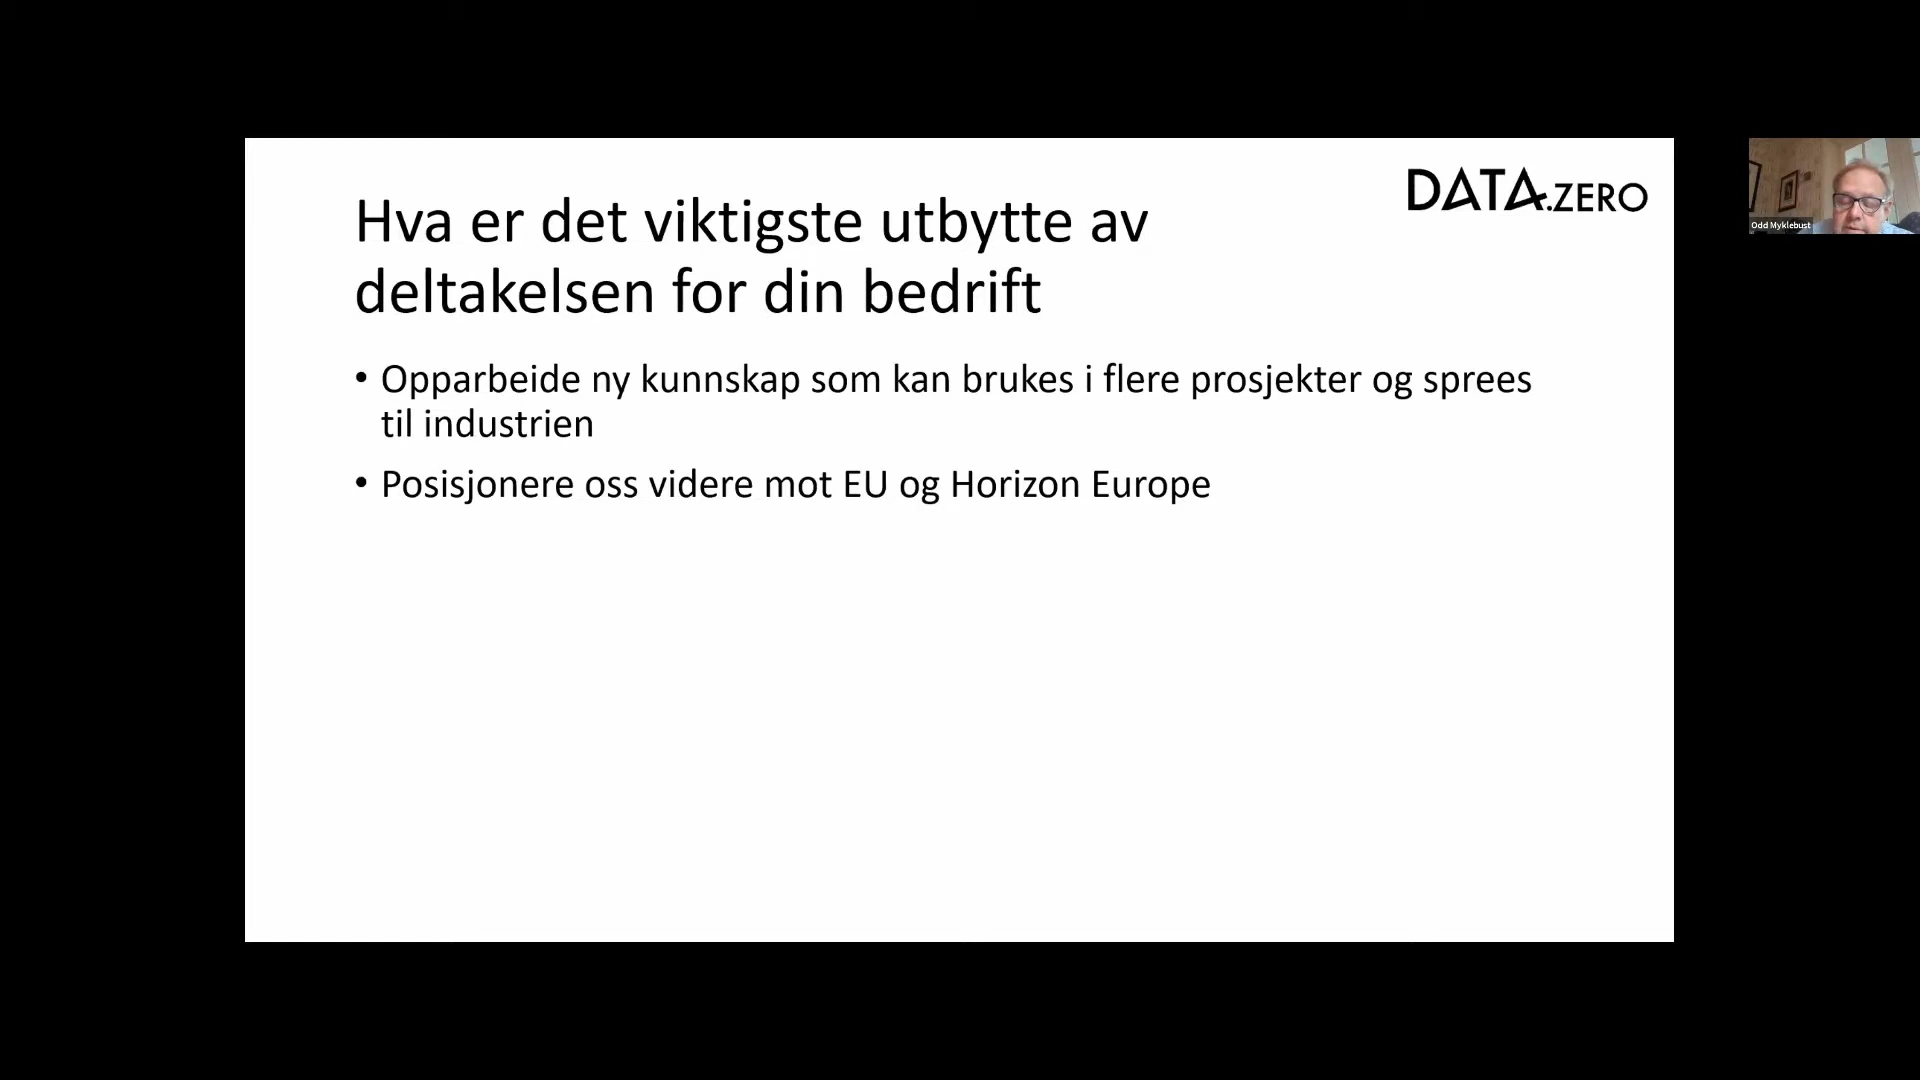 DATA.ZERO
Hva er det viktigste utbytte av
deltakelsen for din bedrift
• Opparbeide ny kunnskap som kan brukes i flere prosjekter og sprees
til industrien
• Posisjonere oss videre mot EU og Horizon Europe
Odd Myklebust